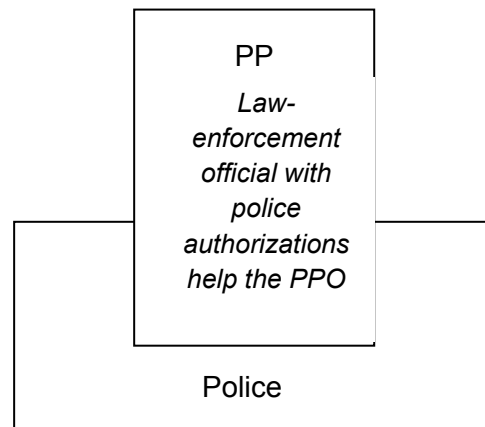 PP
Law-
enforcement
official with
police
authorizations
help the PPO
Police